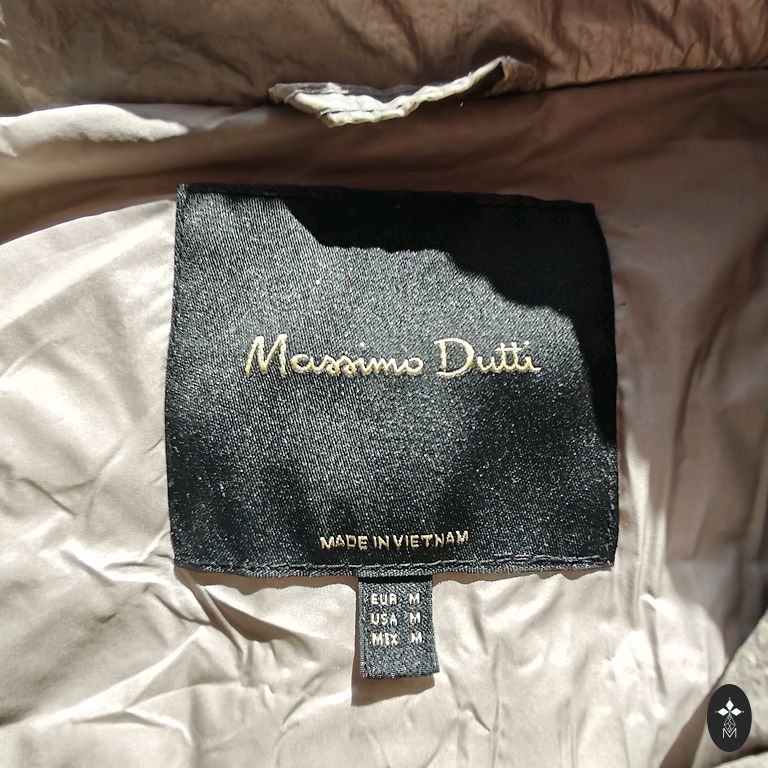 Massimo Dutti
MADE IN VIETNAM
EUR M
USA M
MEX M